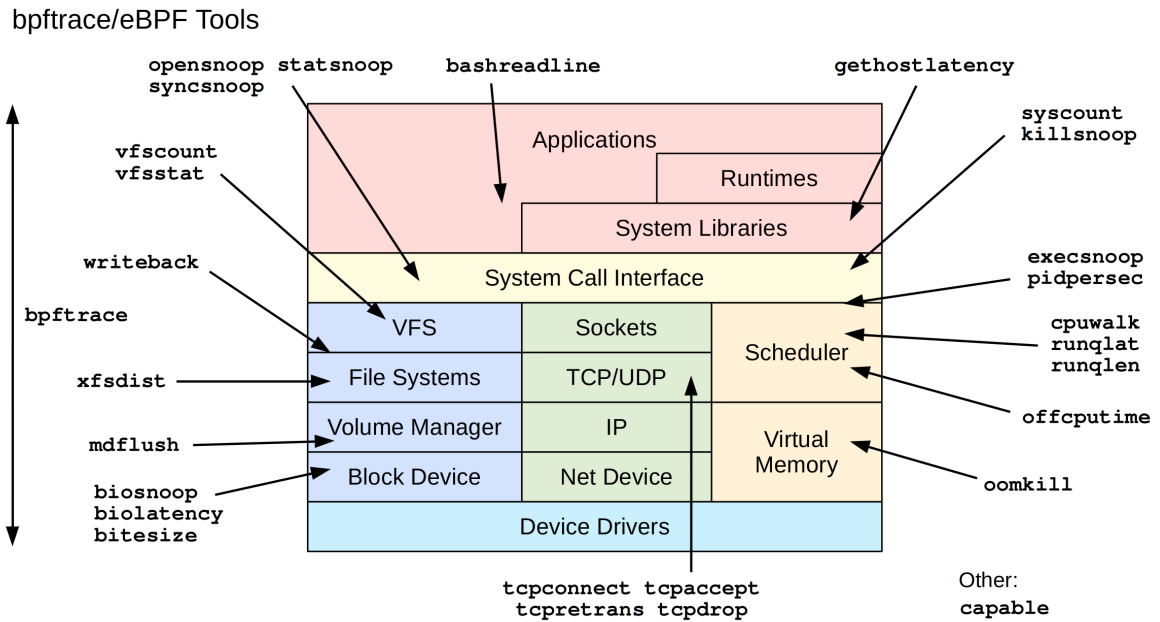 bpftrace/eBPF Tools
opensnoop statsnoop
syncsnoop
bashreadline
gethostlatency
syscount
killsnoop
Applications
vfscount
vfsstat
Runtimes
System Libraries
writeback
System Call Interface
execsnoop
pidpersec
bpftrace
VFS
Sockets
Scheduler
cpuwalk
runqlat
runqlen
xfsdist
File Systems
TCP/UDP
offcputime
mdflush
Volume Manager
IP
Virtual
Memory
biosnoop
biolatency
bitesize
Block Device
Net Device
oomkill
Device Drivers
tcpconnect tcpaccept
tcpretrans tcpdrop
Other:
capable